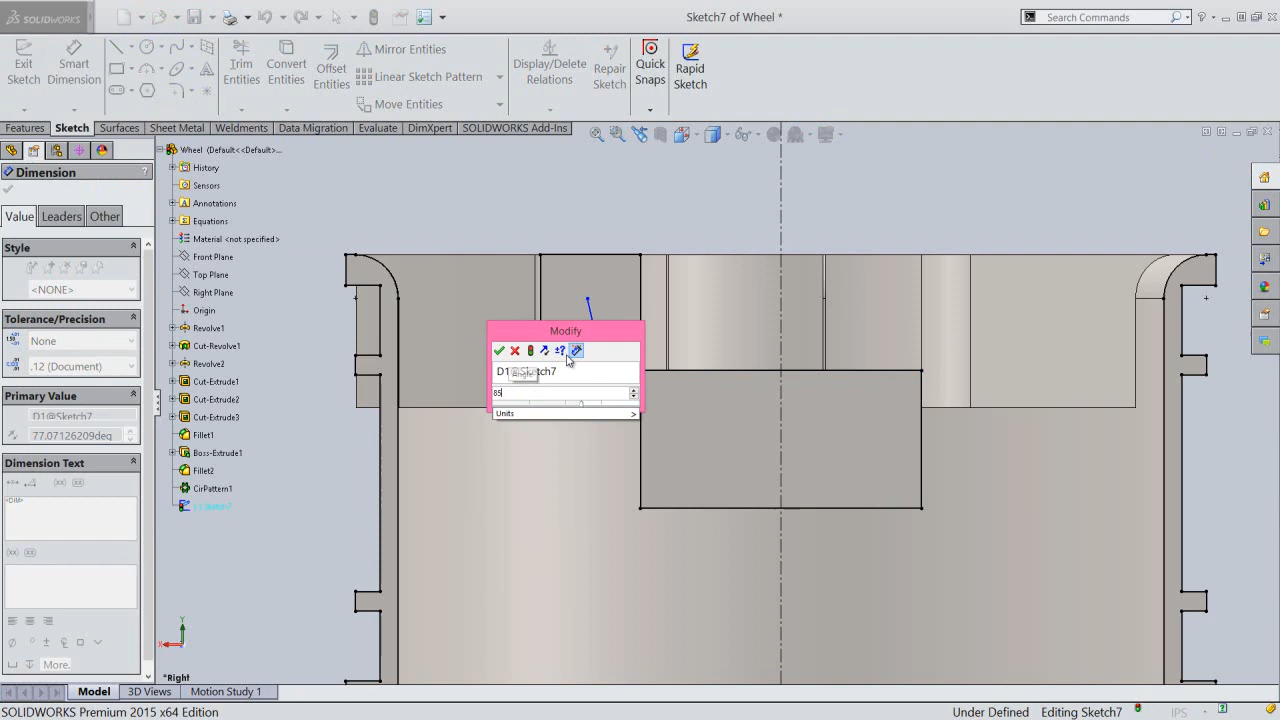 SOLIDWORKS
Sketch7 of Wheel *
Search Commands
Exit Sketch
Smart Dimension
Trim Entities
Convert Entities
Offset Entities
Mirror Entities
Linear Sketch Pattern
Move Entities
Display/Delete Relations
Repair Sketch
Quick Snaps
Rapid Sketch
Features
Sketch
Surfaces
Sheet Metal
Weldments
Data Migration
Evaluate
DimXpert
SOLIDWORKS Add-Ins
Dimension
?
Value
Leaders
Other
Style
<NONE>
Tolerance/Precision
None
.12 (Document)
Primary Value
D1@Sketch7
77.07126209deg
Dimension Text
<DIM>
More.
Wheel (Default<<Default>...
History
Sensors
Annotations
Equations
Material <not specified>
Front Plane
Top Plane
Right Plane
Origin
Revolve1
Cut-Revolve1
Revolve2
Cut-Extrude1
Cut-Extrude2
Cut-Extrude3
Fillet1
Boss-Extrude1
Fillet2
CirPattern1
(-) Sketch7
Modify
D1@Sketch7
85
Units >
Y
X
*Right
Model
3D Views
Motion Study 1
SOLIDWORKS Premium 2015 x64 Edition
Under Defined
Editing Sketch7
IPS